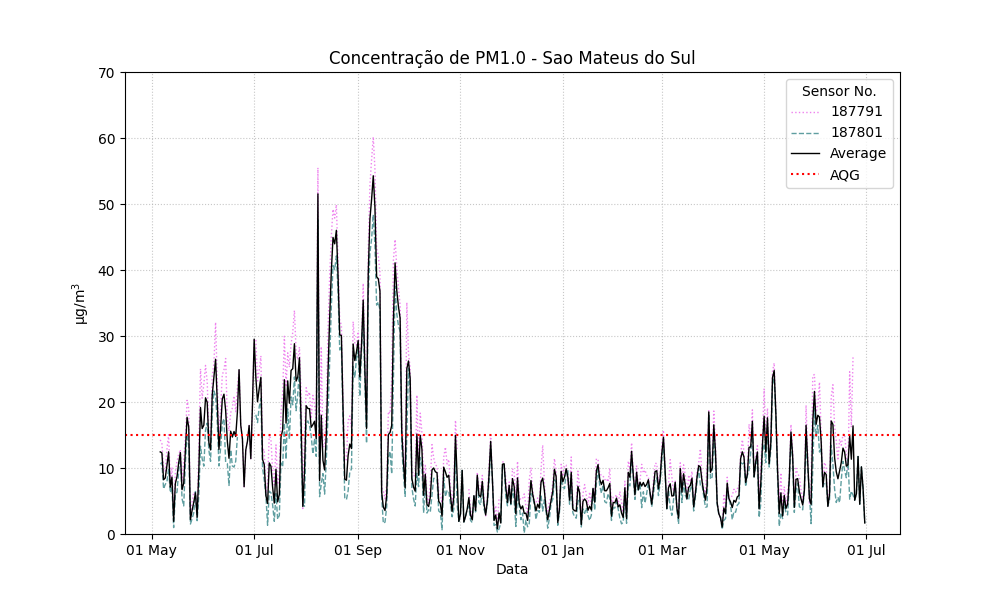 Concentração de PM1.0 - Sao Mateus do Sul
70
60
50
40
30
20
10
0
µg/m³
Sensor No.
187791
187801
Average
AQG
01 May
01 Jul
01 Sep
01 Nov
01 Jan
01 Mar
01 May
01 Jul
Data